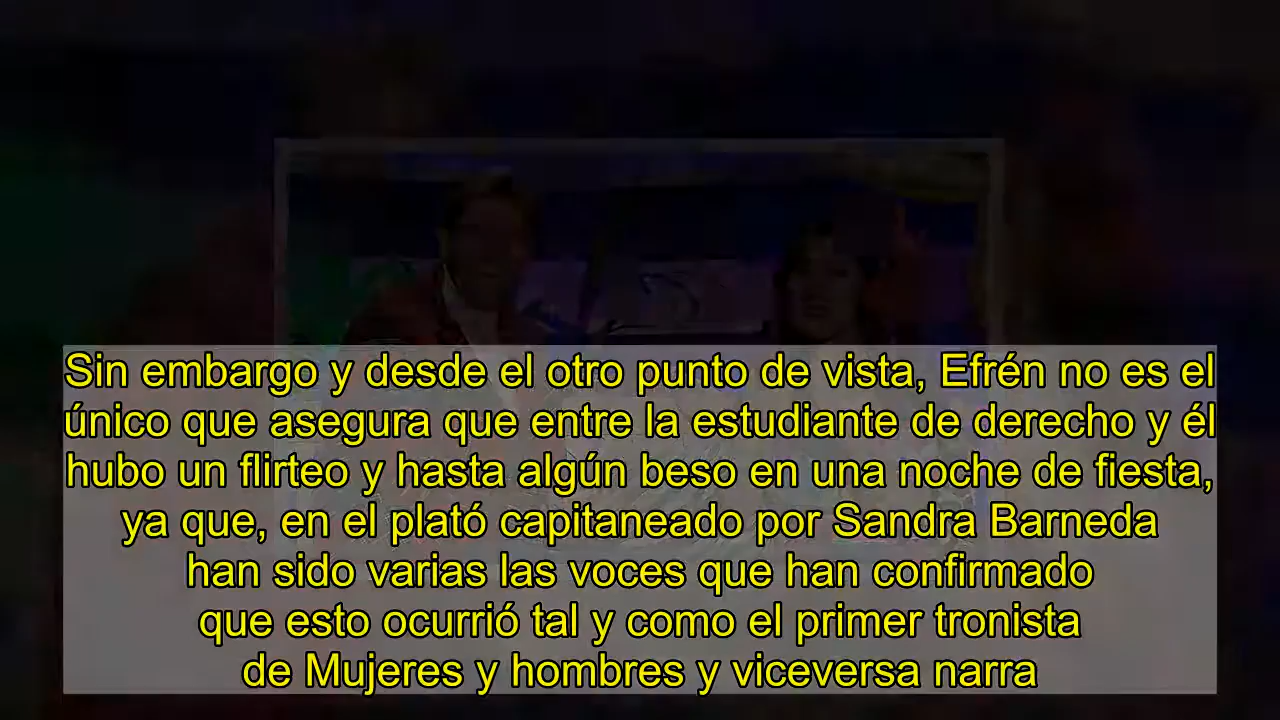 Sin embargo y desde el otro punto de vista, Efrén no es el
único que asegura que entre la estudiante de derecho y él
hubo un flirteo y hasta algún beso en una noche de fiesta,
ya que, en el plató capitaneado por Sandra Barneda
han sido varias las voces que han confirmado
que esto ocurrió tal y como el primer tronista
de Mujeres y hombres y viceversa narra